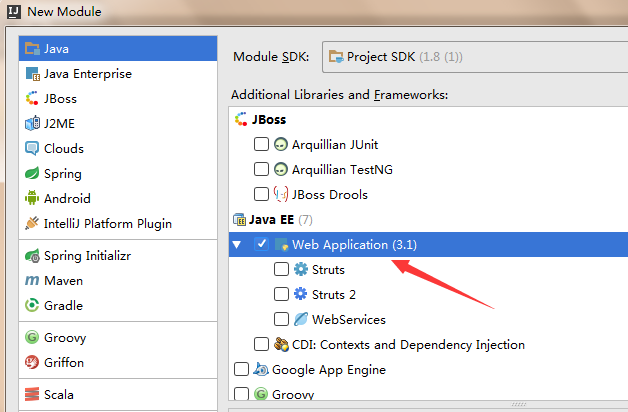 New Module
Java
Java Enterprise
JBoss
J2ME
Clouds
Spring
Android
IntelliJ Platform Plugin
Spring Initializr
Maven
Gradle
Groovy
Griffon
Scala
Module SDK: Project SDK (1.8 (1))
Additional Libraries and Frameworks:
JBoss
Arquillian JUnit
Arquillian TestNG
JBoss Drools
Java EE (7)
Web Application (3.1)
Struts
Struts 2
WebServices
CDI: Contexts and Dependency Injection
Google App Engine
Groovy